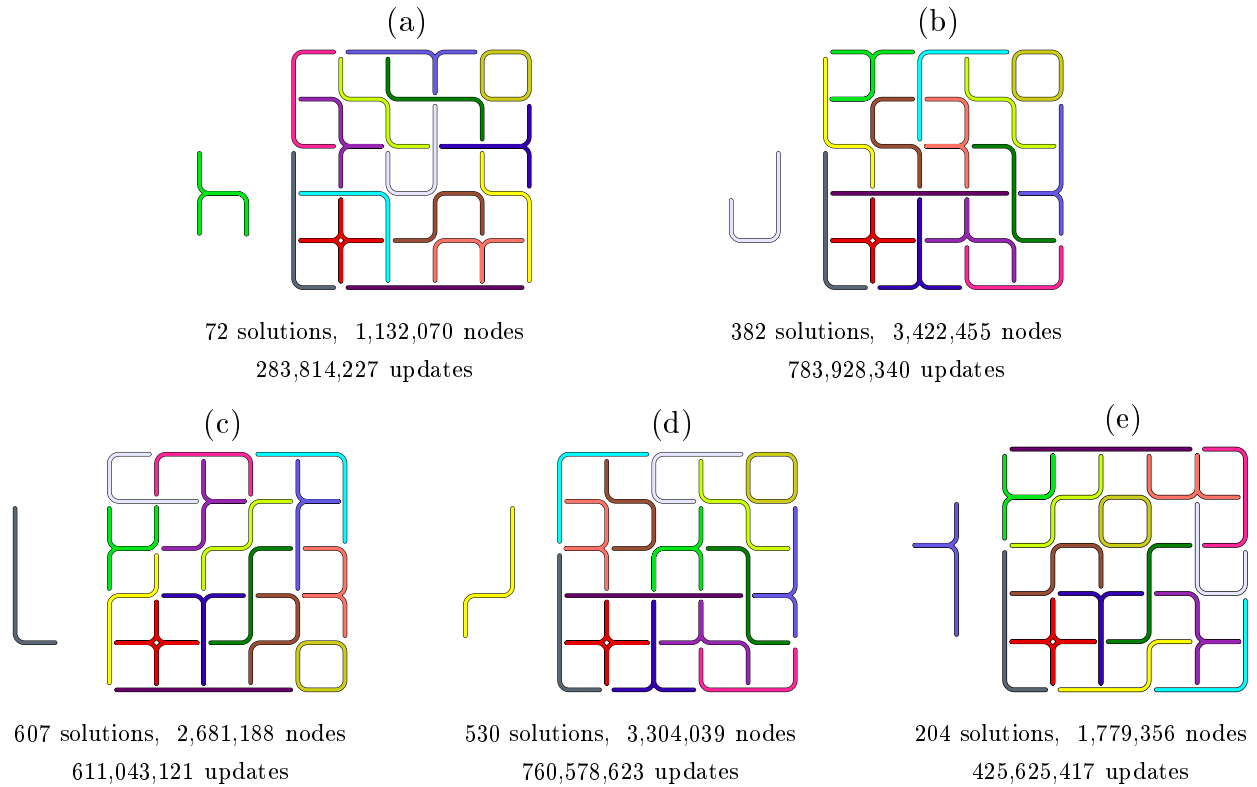 (a)
72 solutions, 1,132,070 nodes
283,814,227 updates
(b)
382 solutions, 3,422,455 nodes
783,928,340 updates
(c)
607 solutions, 2,681,188 nodes
611,043,121 updates
(d)
530 solutions, 3,304,039 nodes
760,578,623 updates
(e)
204 solutions, 1,779,356 nodes
425,625,417 updates